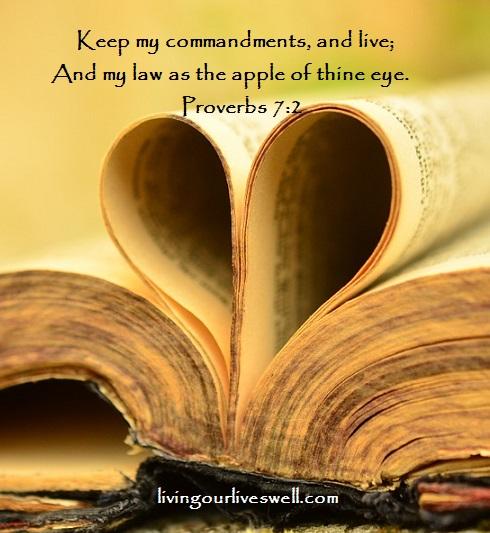 Keep my commandments, and live;
And my law as the apple of thine eye.
Proverbs 7:2
livingourliveswell.com